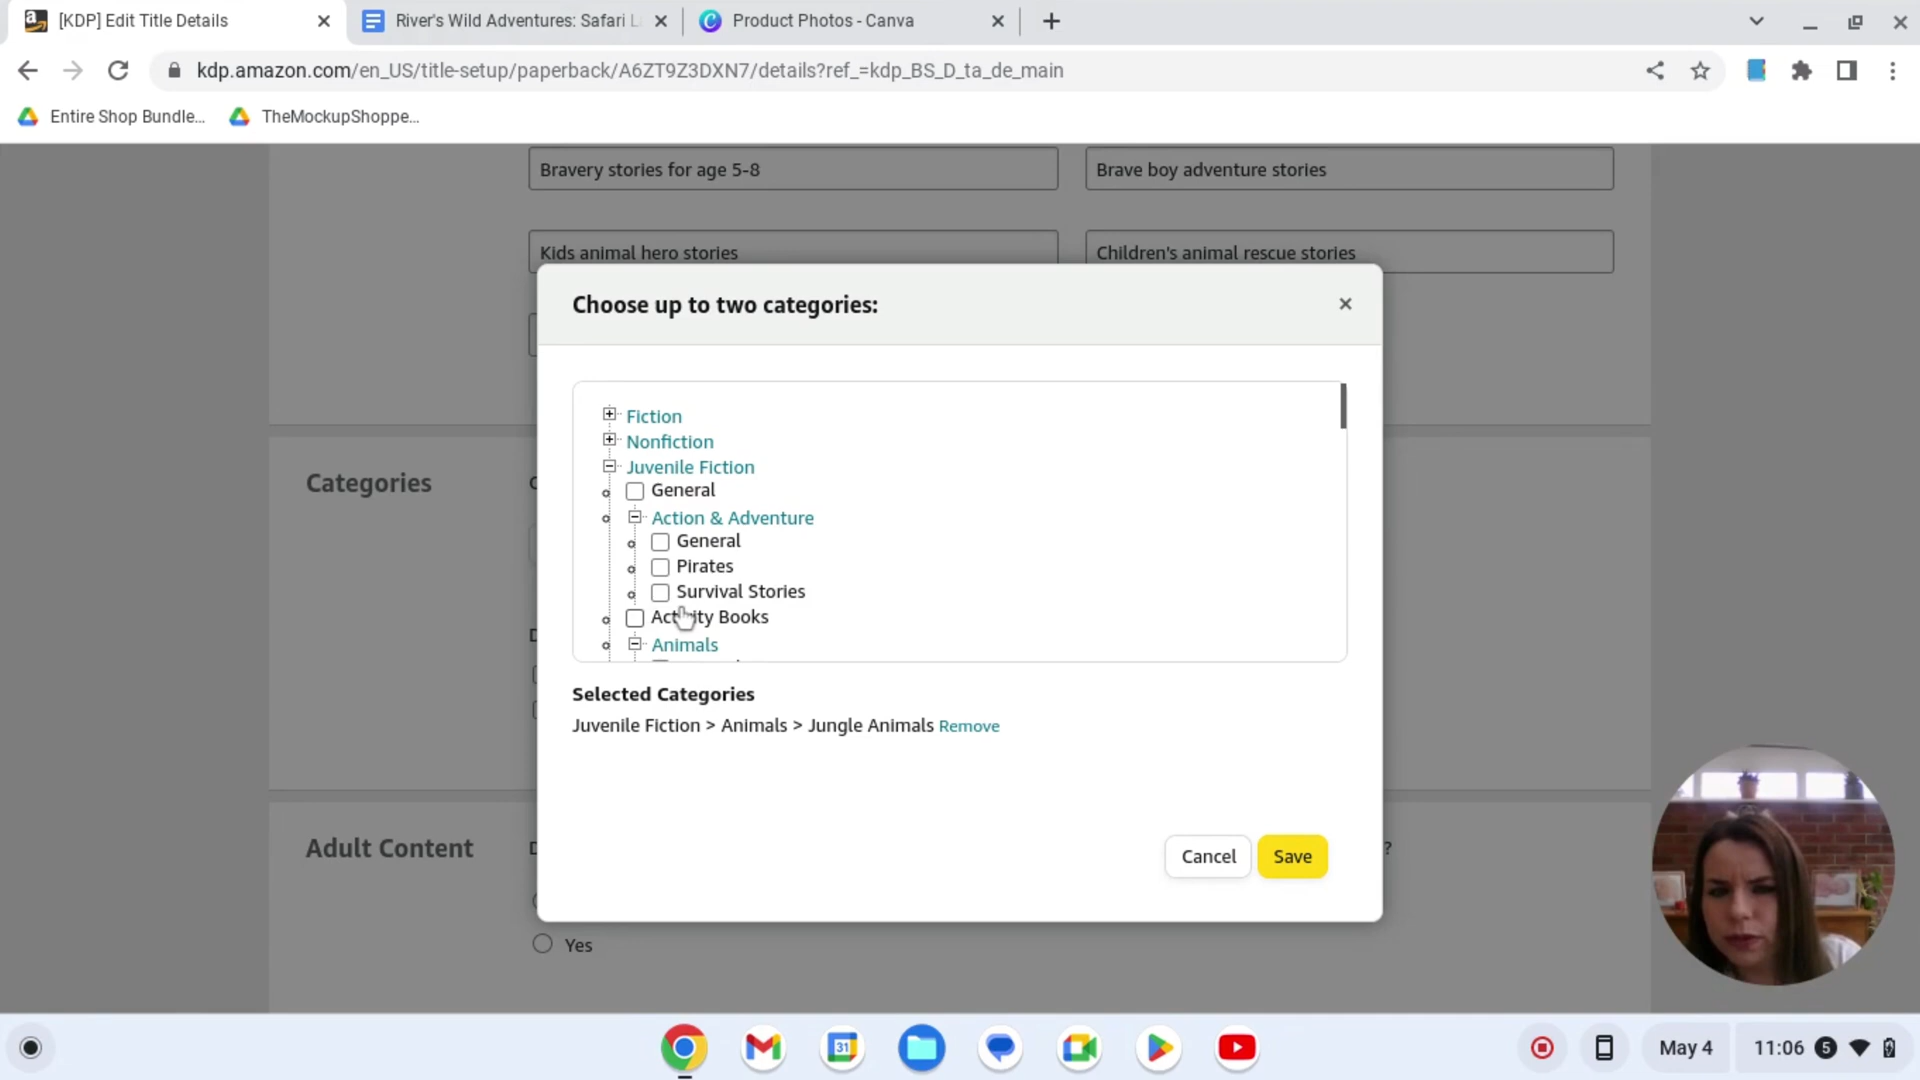 [KDP] Edit Title Details
River's Wild Adventures: Safari L
Product Photos - Canva
kdp.amazon.com/en_US/title-setup/paperback/A6ZT9Z3DXN7/details?ref_=kdp_BS_D_ta_de_main
Entire Shop Bundle...
TheMockupShoppe...
Bravery stories for age 5-8
Brave boy adventure stories
Kids animal hero stories
Children's animal rescue stories
Choose up to two categories:
Fiction
Nonfiction
Juvenile Fiction
General
Action & Adventure
General
Pirates
Survival Stories
Activity Books
Animals
Categories
Selected Categories
Juvenile Fiction > Animals > Jungle Animals Remove
Adult Content
?
Cancel
Save
Yes
31
May 4
11:06
5